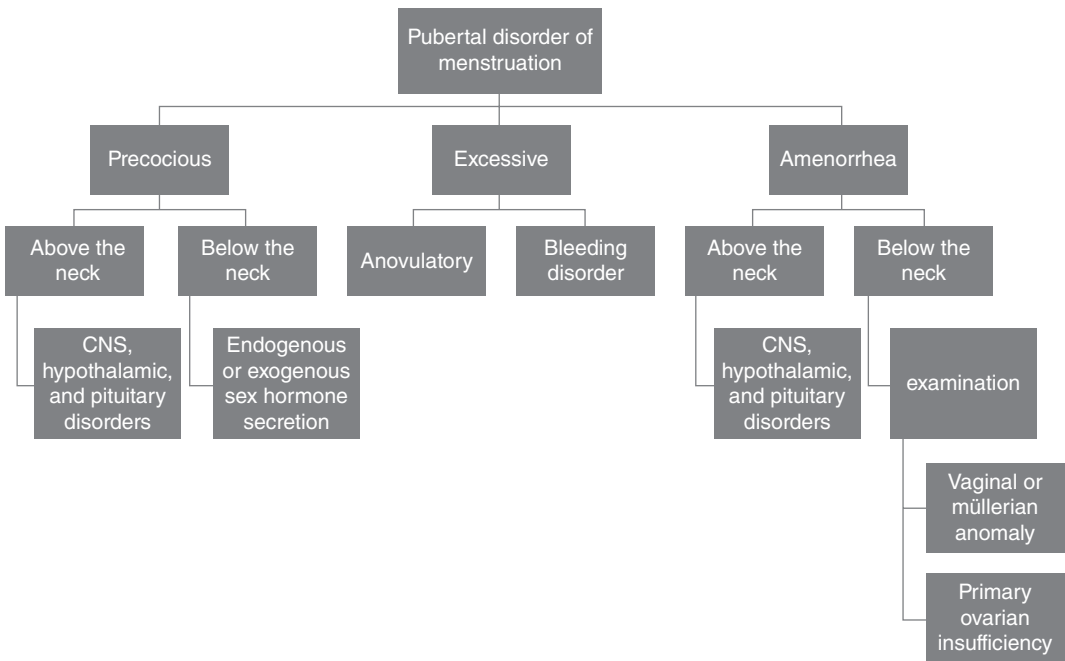 Pubertal disorder of
menstruation
Precocious
Excessive
Amenorrhea
Above the
neck
Below the
neck
Anovulatory
Bleeding
disorder
Above the
neck
Below the
neck
CNS,
hypothalamic,
and pituitary
disorders
Endogenous
or exogenous
sex hormone
secretion
CNS,
hypothalamic,
and pituitary
disorders
examination
Vaginal or
müllerian
anomaly
Primary
ovarian
insufficiency